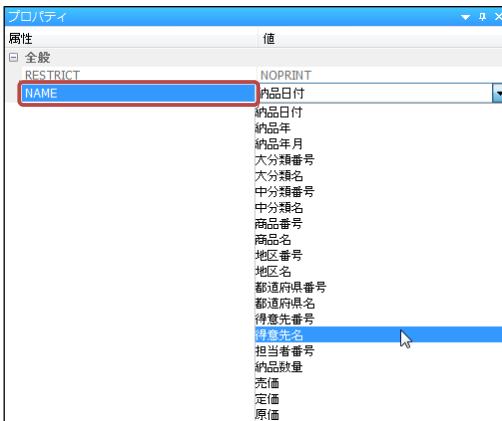 プロパティ
属性 値
全般
RESTRICT NOPRINT
NAME 納品日付
納品日付
納品年
納品年月
大分類番号
大分類名
中分類番号
中分類名
商品番号
商品名
地区番号
地区名
都道府県番号
都道府県名
得意先番号
得意先名
担当者番号
納品数量
売価
定価
原価